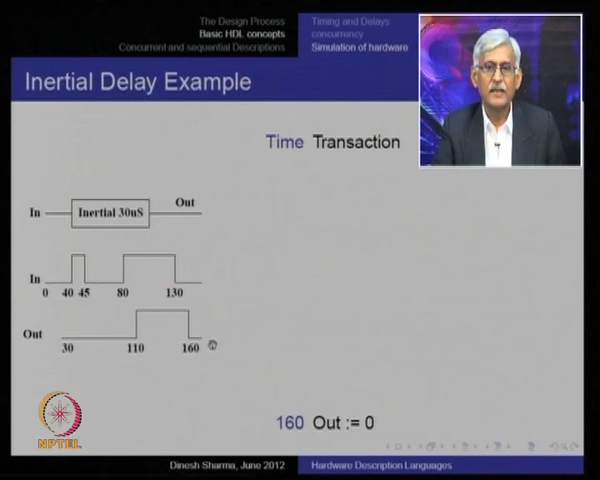 The Design Process
Basic HDL concepts
Concurrent and sequential Descriptions
Timing and Delays
concurrency
Simulation of hardware
Inertial Delay Example
Time Transaction
In
Inertial 30uS
Out
In
0 40 45 80 130
Out
30 110 160
160 Out := 0
NPTEL
Dinesh Sharma, June 2012
Hardware Description Languages